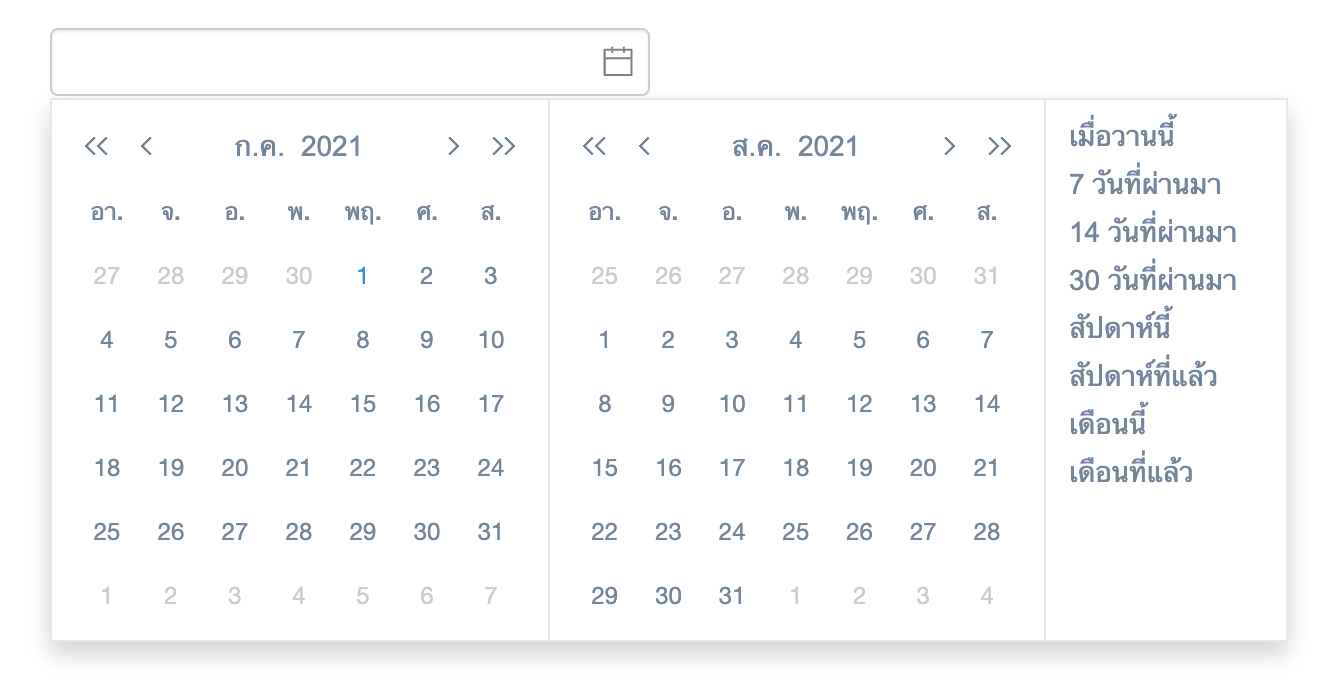 ก.ค. 2021
อา. จ. อ. พ. พฤ. ศ. ส.
27 28 29 30 1 2 3
4 5 6 7 8 9 10
11 12 13 14 15 16 17
18 19 20 21 22 23 24
25 26 27 28 29 30 31
1 2 3 4 5 6 7
ส.ค. 2021
อา. จ. อ. พ. พฤ. ศ. ส.
25 26 27 28 29 30 31
1 2 3 4 5 6 7
8 9 10 11 12 13 14
15 16 17 18 19 20 21
22 23 24 25 26 27 28
29 30 31 1 2 3 4
เมื่อวานนี้
7 วันที่ผ่านมา
14 วันที่ผ่านมา
30 วันที่ผ่านมา
สัปดาห์นี้
สัปดาห์ที่แล้ว
เดือนนี้
เดือนที่แล้ว